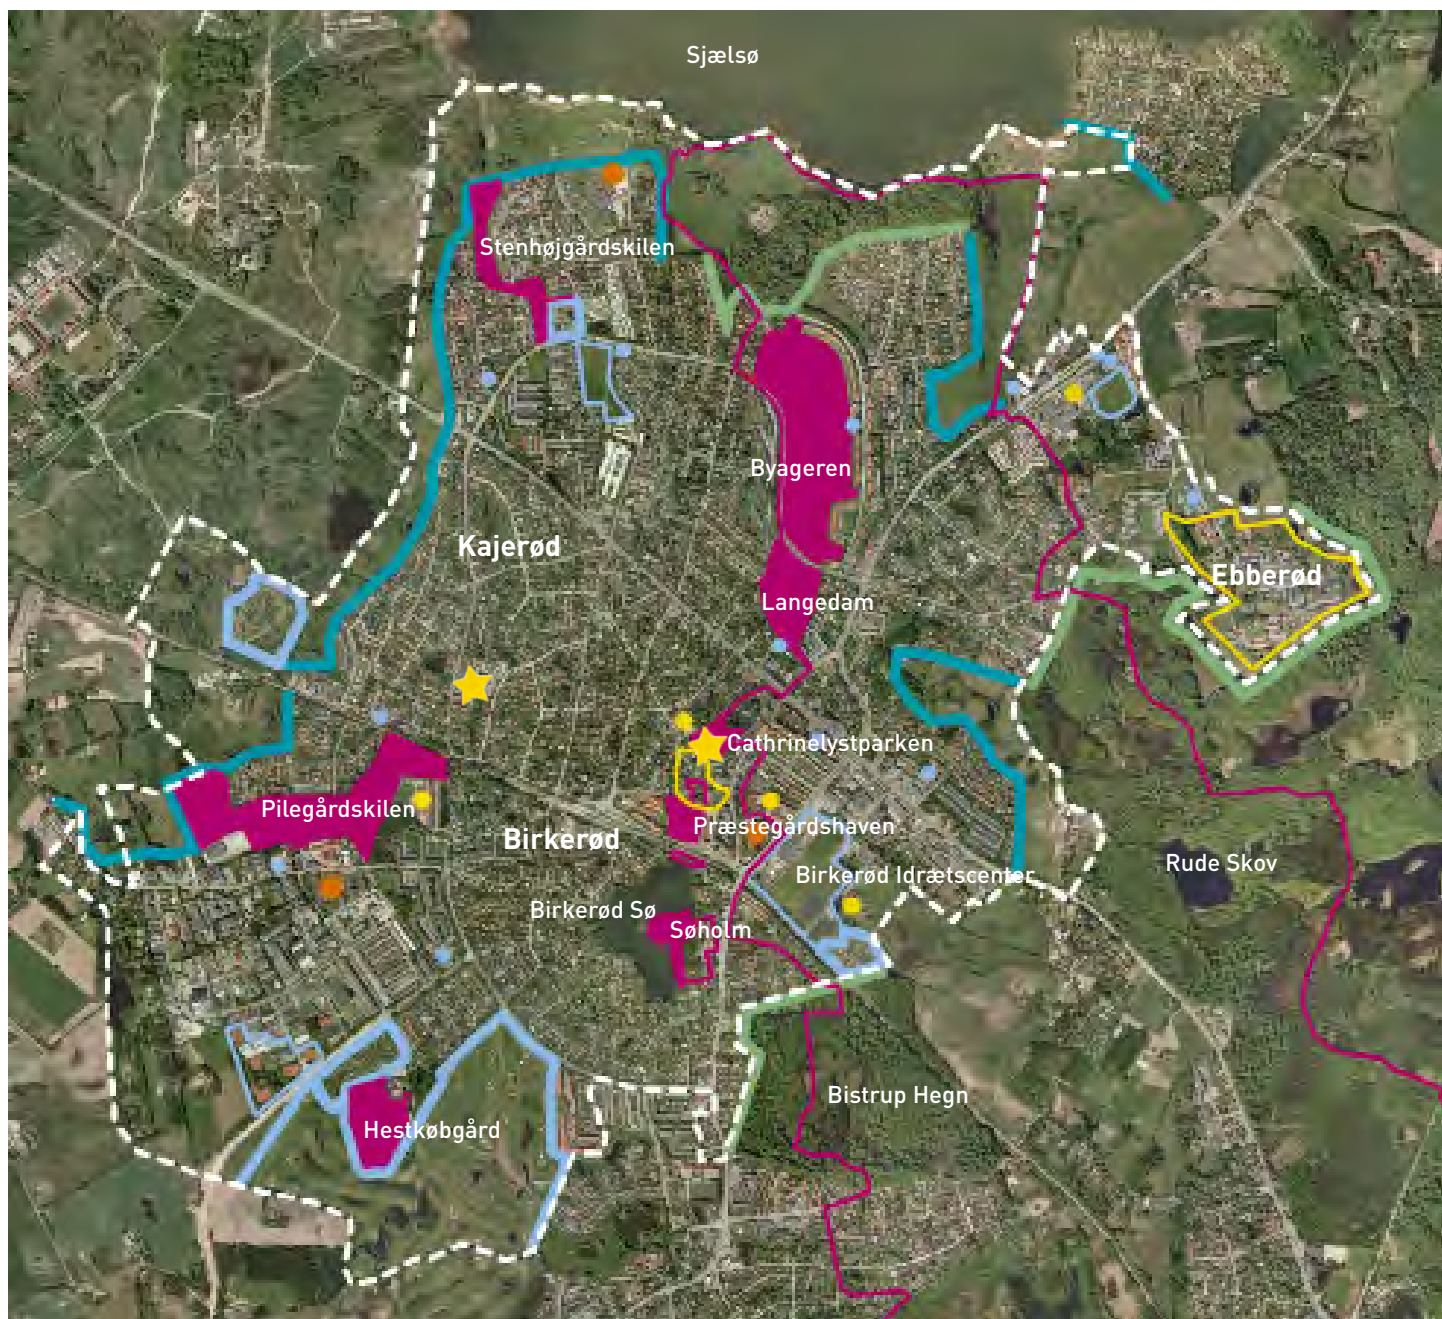 Sjælsø
Stenhøjgårdskilen
Byageren
Kajerød
Ebberød
Langedam
Cathrinelystparken
Pilegårdskilen
Præstegårdshaven
Birkerød
Rude Skov
Birkerød Idrætscenter
Birkerød Sø
Søholm
Bistrup Hegn
Hestkøbgård